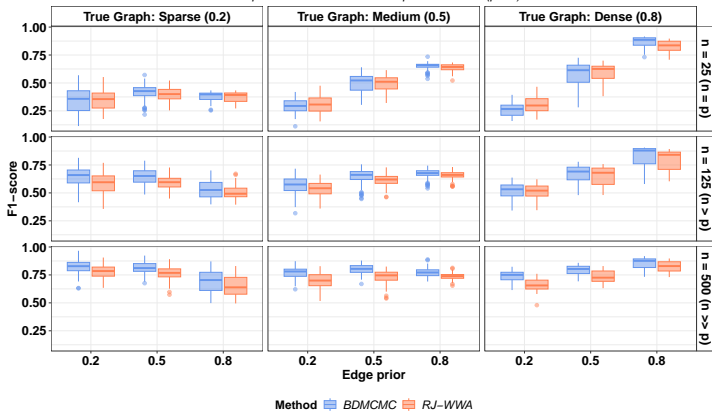 True Graph: Sparse (0.2) True Graph: Medium (0.5) True Graph: Dense (0.8)
1.00
0.75
0.50
0.25
n = 25 (n = p)
1.00
0.75
0.50
0.25
n = 125 (n > p)
1.00
0.75
0.50
0.25
n = 500 (n >> p)
F1−score
0.2 0.5 0.8 0.2 0.5 0.8 0.2 0.5 0.8
Edge prior
Method BDMCMC RJ−WWA